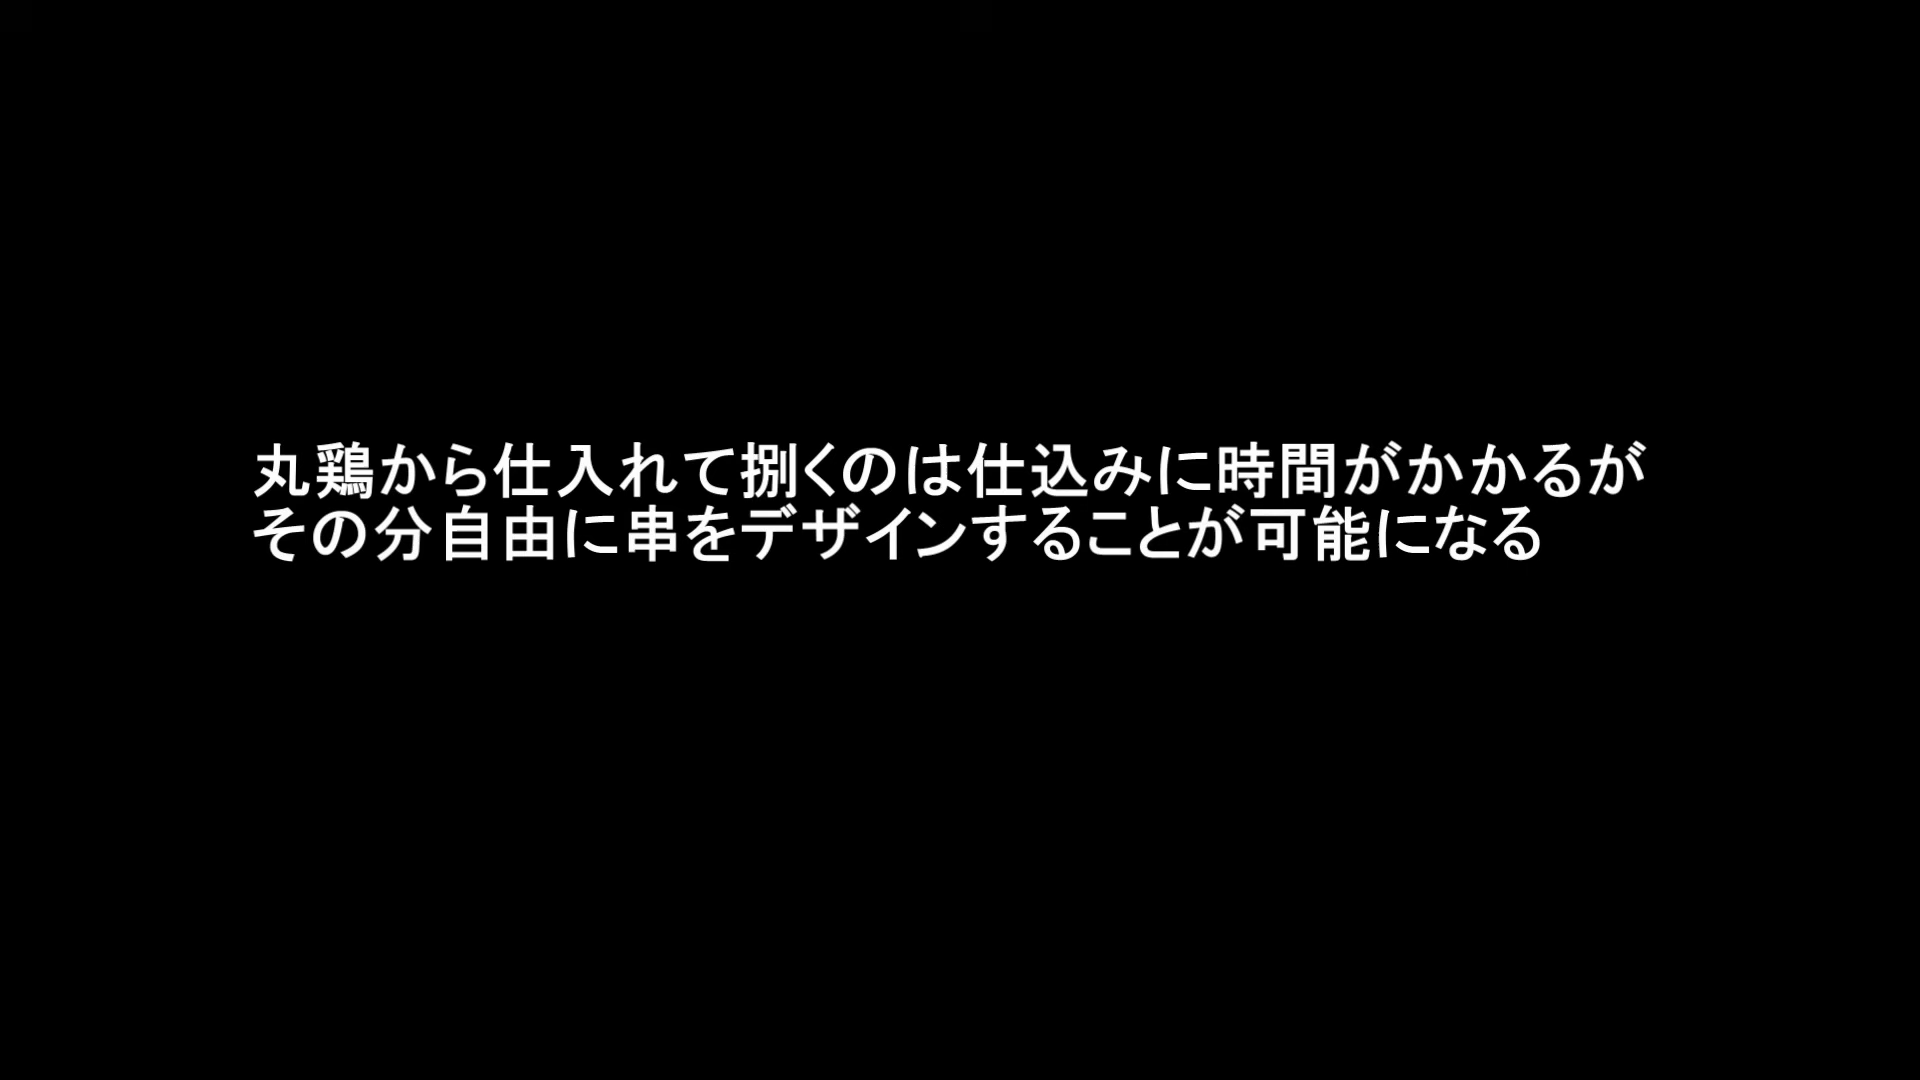 丸鶏から仕入れて捌くのは仕込みに時間がかかるが
その分自由に串をデザインすることが可能になる